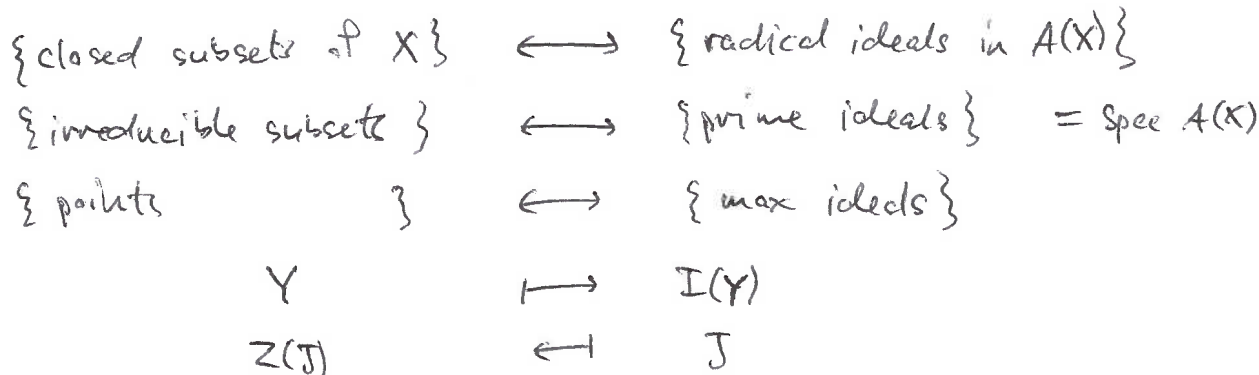 {closed subsets of X} ⟷ {radical ideals in A(X)}
{irreducible subsets} ⟷ {prime ideals} = Spec A(X)
{points } ⟷ {max ideals}
Y ⟼ I(Y)
Z(J) ⟻ J